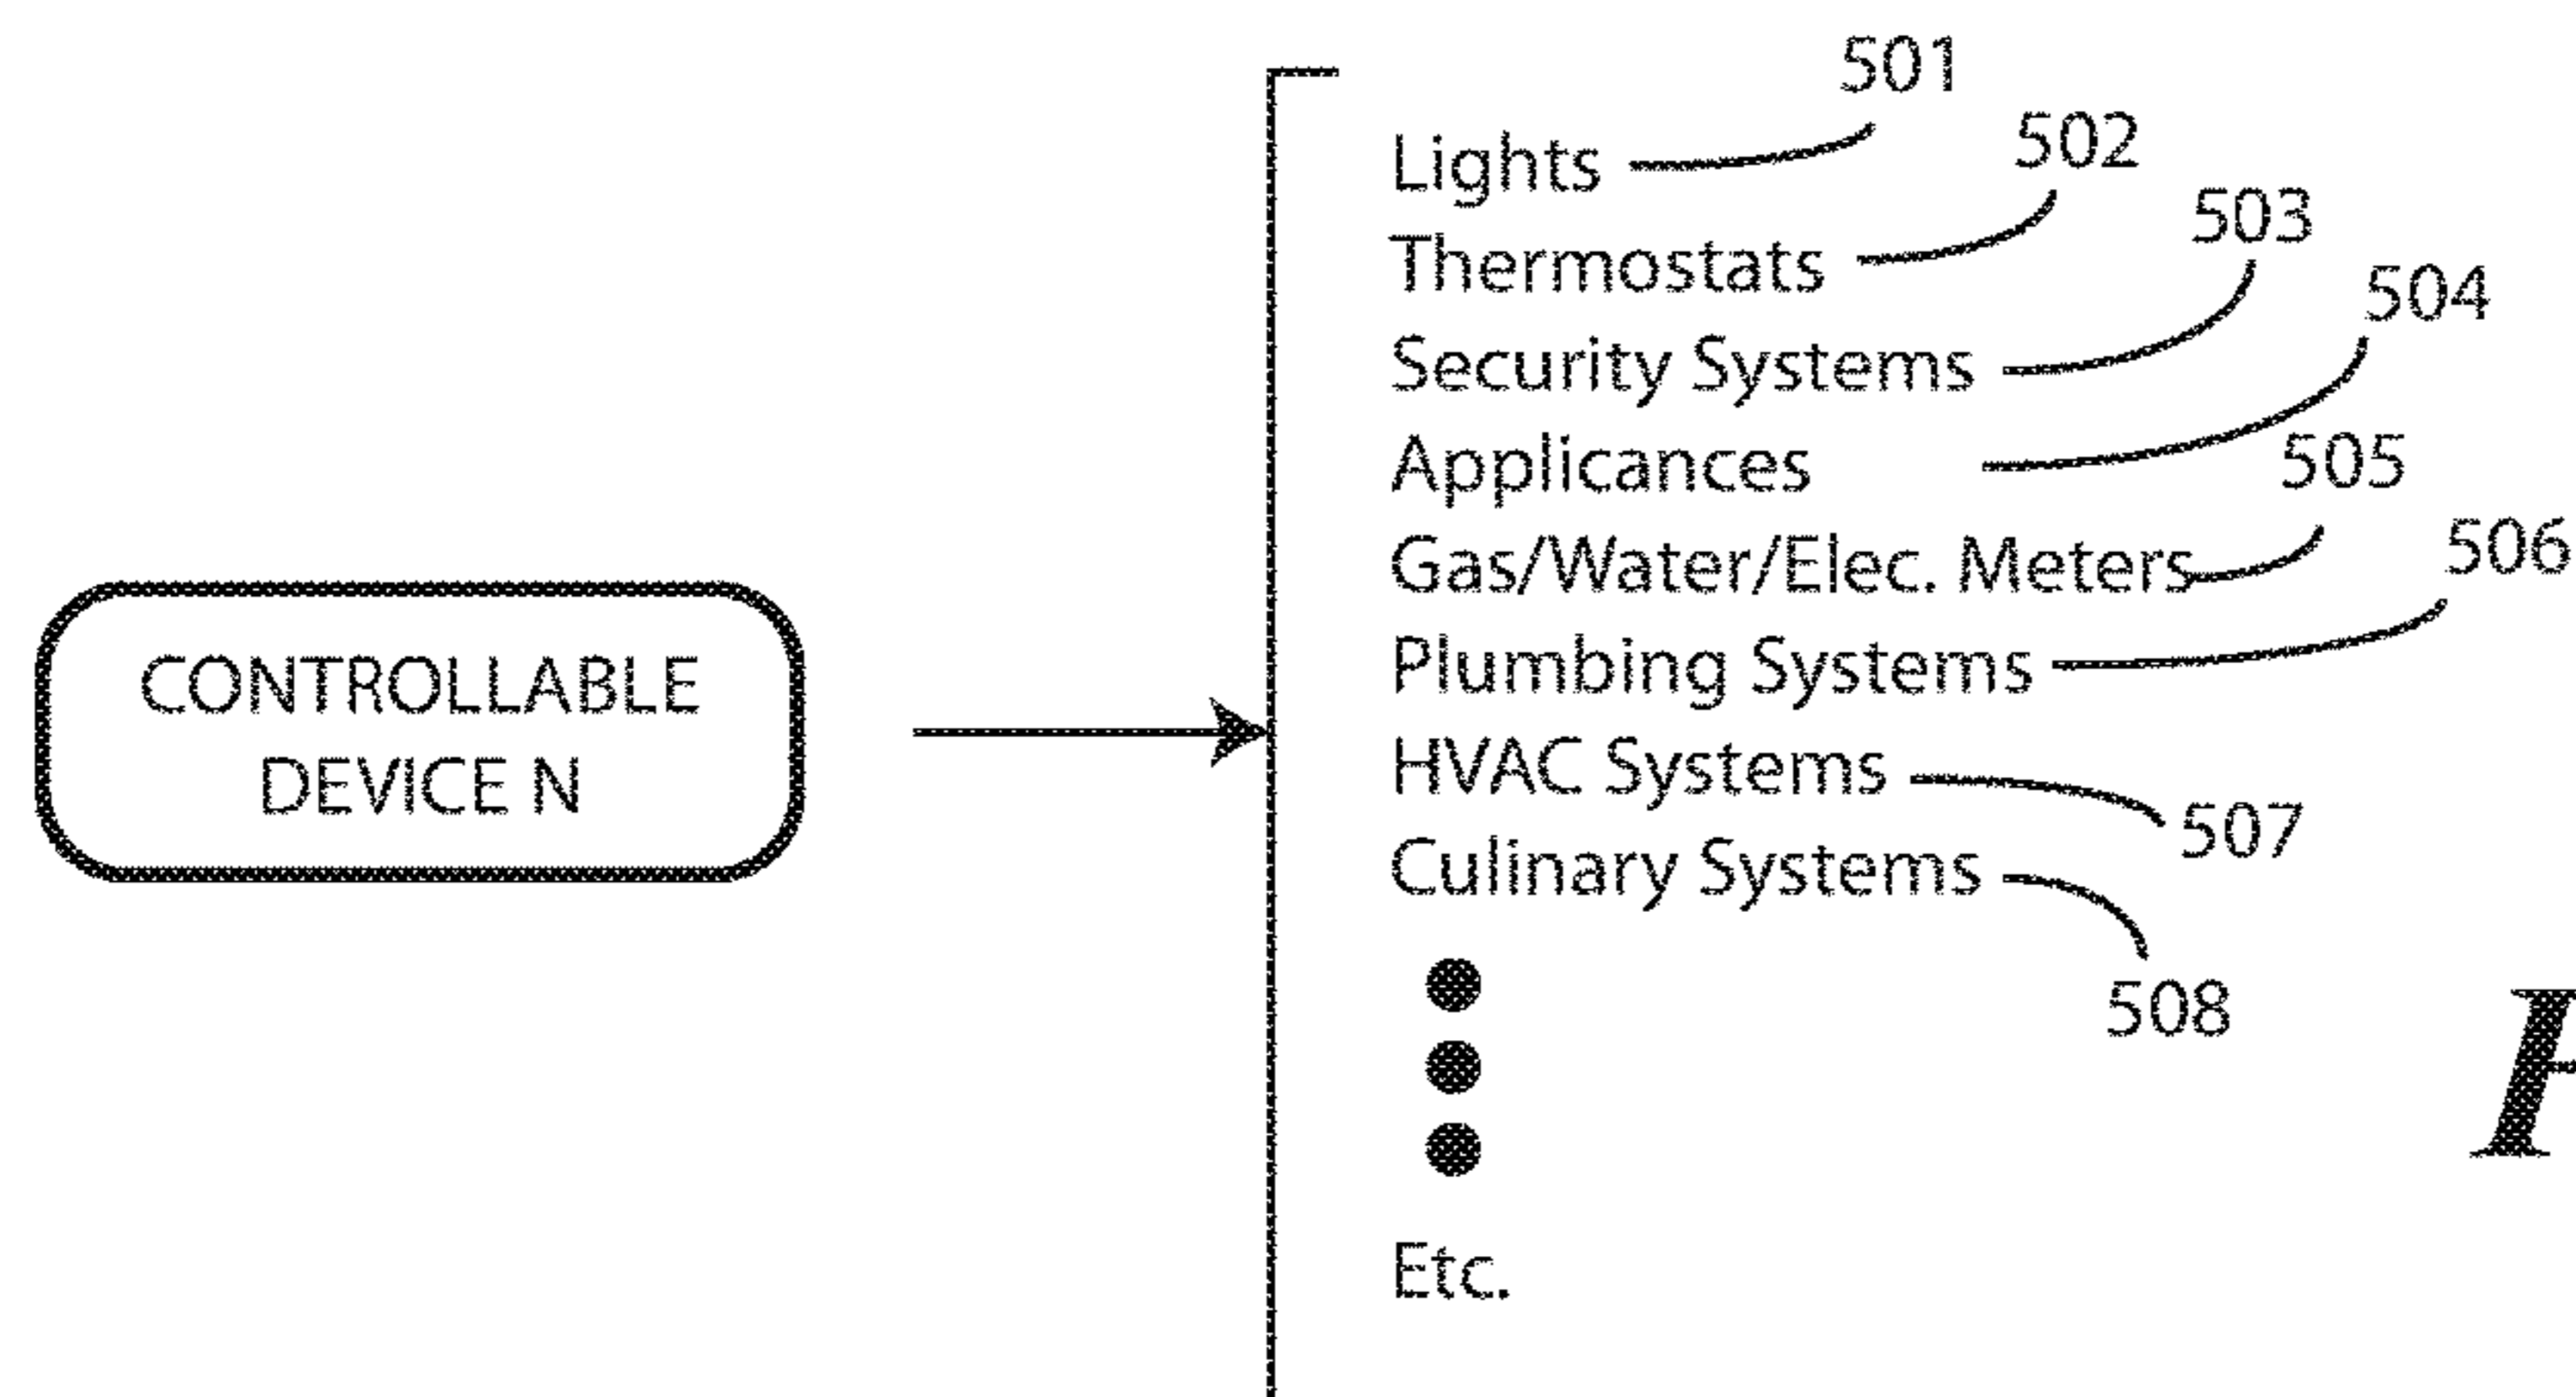 Lights 501
Thermostats 502
Security Systems 503
Applicances 504
Gas/Water/Elec. Meters 505
Plumbing Systems 506
HVAC Systems 507
Culinary Systems 508
Etc.
CONTROLLABLE
DEVICE N